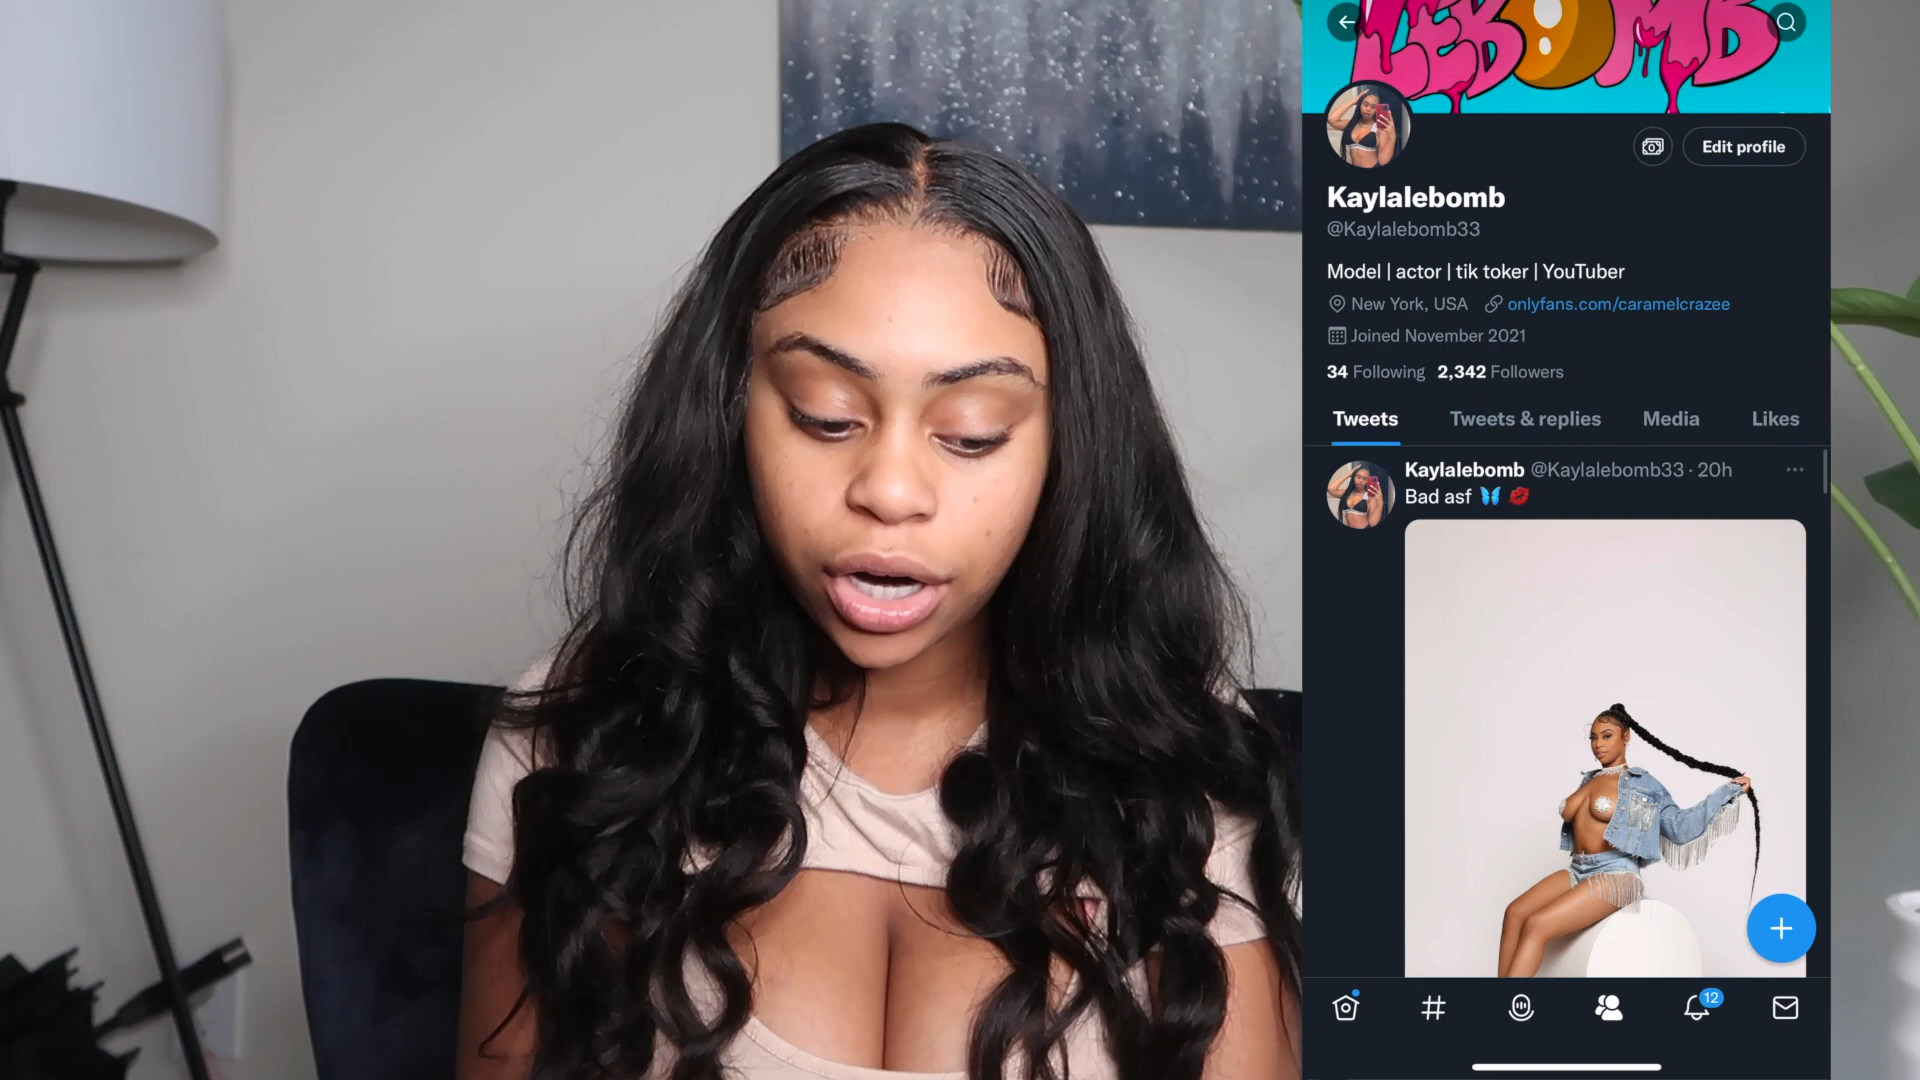 LEBOMB
Edit profile
Kaylalebomb
@Kaylalebomb33
Model | actor | tik toker | YouTuber
New York, USA onlyfans.com/caramelcrazee
Joined November 2021
34 Following 2,342 Followers
Tweets Tweets & replies Media Likes
Kaylalebomb @Kaylalebomb33 · 20h
Bad asf 🦋 💋
12